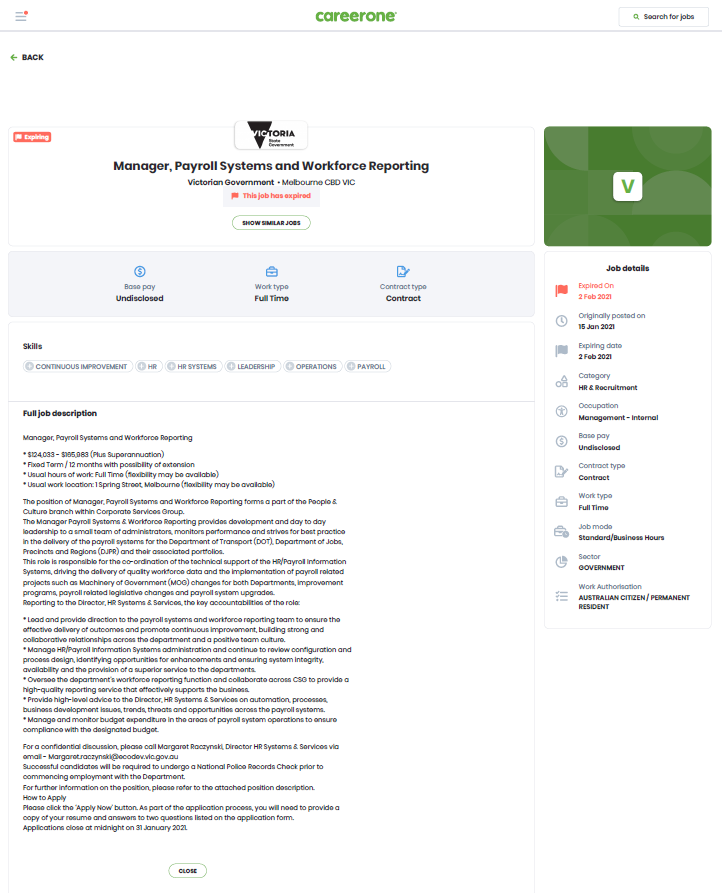 careerone
Search for jobs
BACK
Expiring
VICTORIA
State
Government
Manager, Payroll Systems and Workforce Reporting
Victorian Government • Melbourne CBD VIC
This job has expired
SHOW SIMILAR JOBS
Base pay
Undisclosed
Work type
Full Time
Contract type
Contract
Skills
CONTINUOUS IMPROVEMENT
HR
HR SYSTEMS
LEADERSHIP
OPERATIONS
PAYROLL
Full job description
Manager, Payroll Systems and Workforce Reporting
* $124,033 - $165,983 (Plus Superannuation)
* Fixed Term / 12 months with possibility of extension
* Usual hours of work: Full Time (flexibility may be available)
* Usual work location: 1 Spring Street, Melbourne (flexibility may be available)
The position of Manager, Payroll Systems and Workforce Reporting forms a part of the People &
Culture branch within Corporate Services Group.
The Manager Payroll Systems & Workforce Reporting provides development and day to day
leadership to a small team of administrators, monitors performance and strives for best practice
in the delivery of the payroll systems for the Department of Transport (DOT), Department of Jobs,
Precincts and Regions (DJPR) and their associated portfolios.
This role is responsible for the co-ordination of the technical support of the HR/Payroll Information
Systems, driving the delivery of quality workforce data and the implementation of payroll related
projects such as Machinery of Government (MOG) changes for both Departments, improvement
programs, payroll related legislative changes and payroll system upgrades.
Reporting to the Director, HR Systems & Services, the key accountabilities of the role:
* Lead and provide direction to the payroll systems and workforce reporting team to ensure the
effective delivery of outcomes and promote continuous improvement, building strong and
collaborative relationships across the department and a positive team culture.
* Manage HR/Payroll Information Systems administration and continue to review configuration and
process design, identifying opportunities for enhancements and ensuring system integrity,
availability and the provision of a superior service to the departments.
* Oversee the department's workforce reporting function and collaborate across CSG to provide a
high-quality reporting service that effectively supports the business.
* Provide high-level advice to the Director, HR Systems & Services on automation, processes,
business development issues, trends, threats and opportunities across the payroll systems.
* Manage and monitor budget expenditure in the areas of payroll system operations to ensure
compliance with the designated budget.
For a confidential discussion, please call Margaret Raczynski, Director HR Systems & Services via
email - Margaret.raczynski@ecodev.vic.gov.au
Successful candidates will be required to undergo a National Police Records Check prior to
commencing employment with the Department.
For further information on the position, please refer to the attached position description.
How to Apply
Please click the 'Apply Now' button. As part of the application process, you will need to provide a
copy of your resume and answers to two questions listed on the application form.
Applications close at midnight on 31 January 2021.
CLOSE
V
Job details
Expired On
2 Feb 2021
Originally posted on
15 Jan 2021
Expiring date
2 Feb 2021
Category
HR & Recruitment
Occupation
Management - Internal
Base pay
Undisclosed
Contract type
Contract
Work type
Full Time
Job mode
Standard/Business Hours
Sector
GOVERNMENT
Work Authorisation
AUSTRALIAN CITIZEN / PERMANENT
RESIDENT